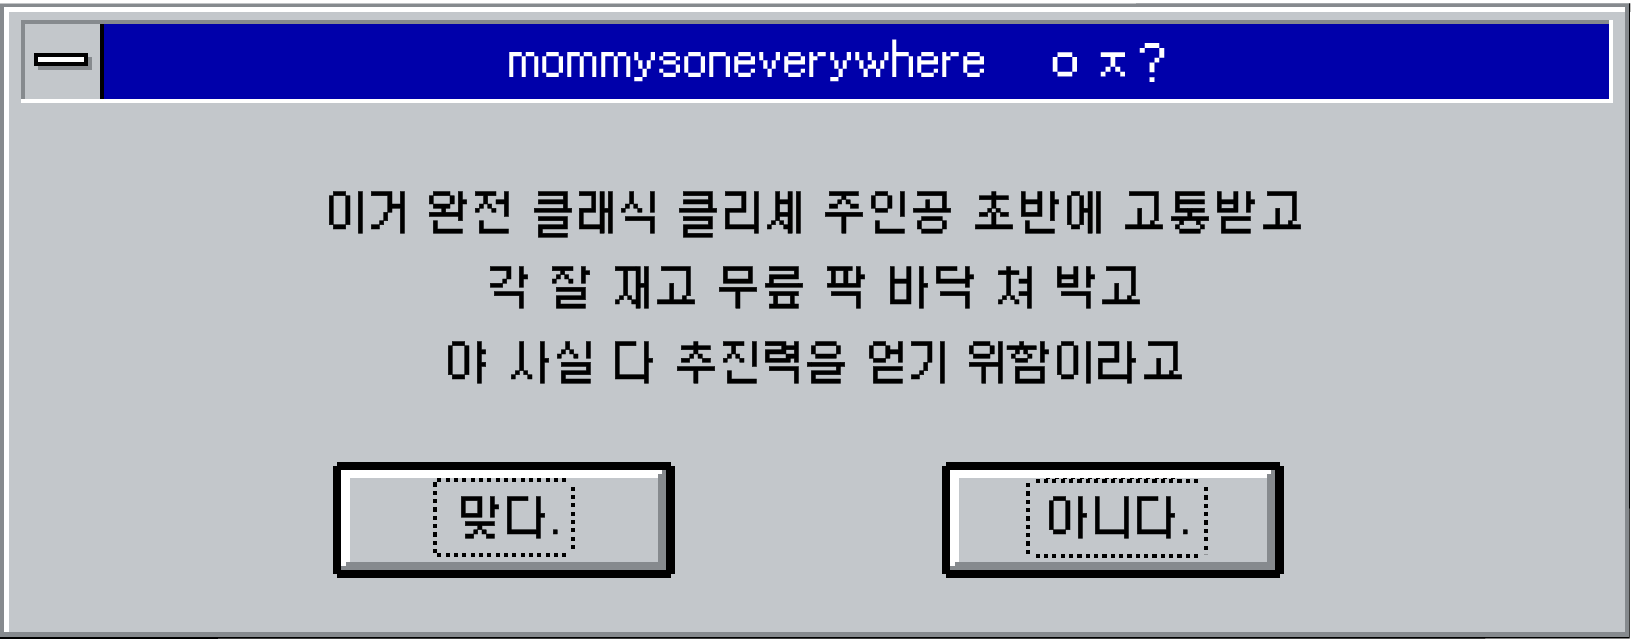 mommysoneverywhere ㅇㅈ?
이거 완전 클래식 클리셰 주인공 초반에 고통받고
각 잘 재고 무릎 팍 바닥 쳐 박고
야 사실 다 추진력을 얻기 위함이라고
맞다.
아니다.